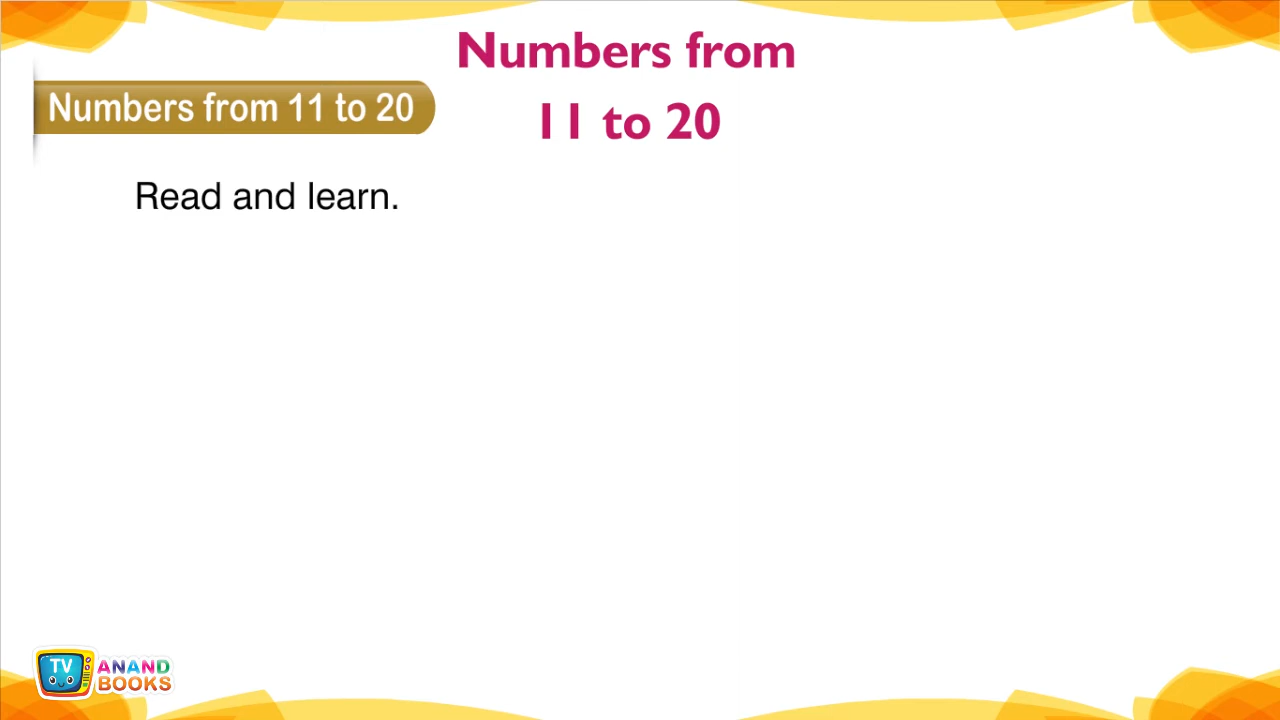 Numbers from
11 to 20
Numbers from 11 to 20
Read and learn.
TV
ANAND
BOOKS